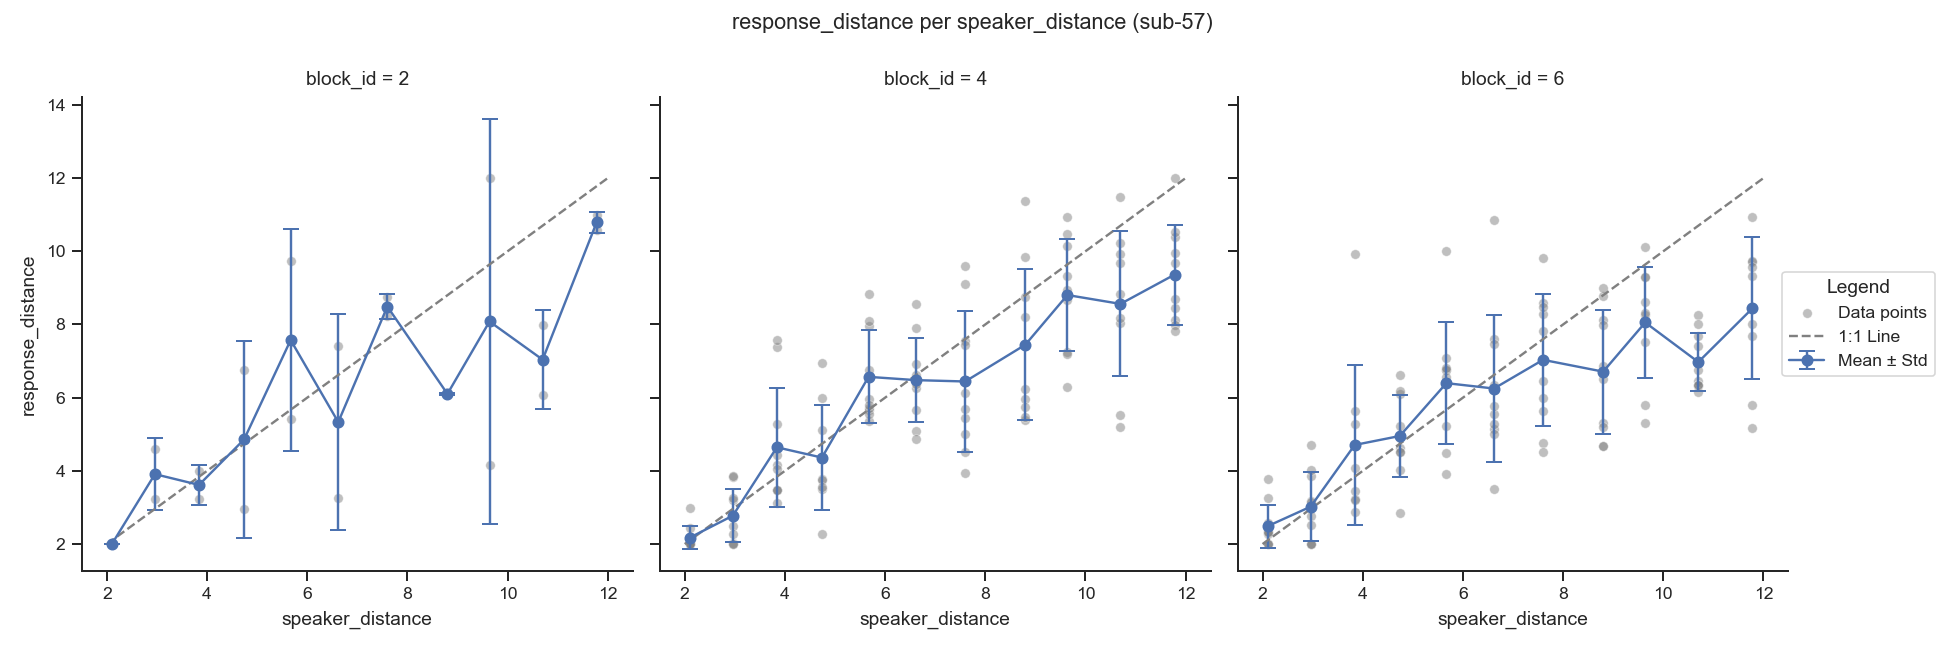 response_distance per speaker_distance (sub-57)
block_id = 2
block_id = 4
block_id = 6
response_distance
14
12
10
8
6
4
2
2 4 6 8 10 12
2 4 6 8 10 12
2 4 6 8 10 12
speaker_distance
speaker_distance
speaker_distance
Legend
Data points
1:1 Line
Mean ± Std